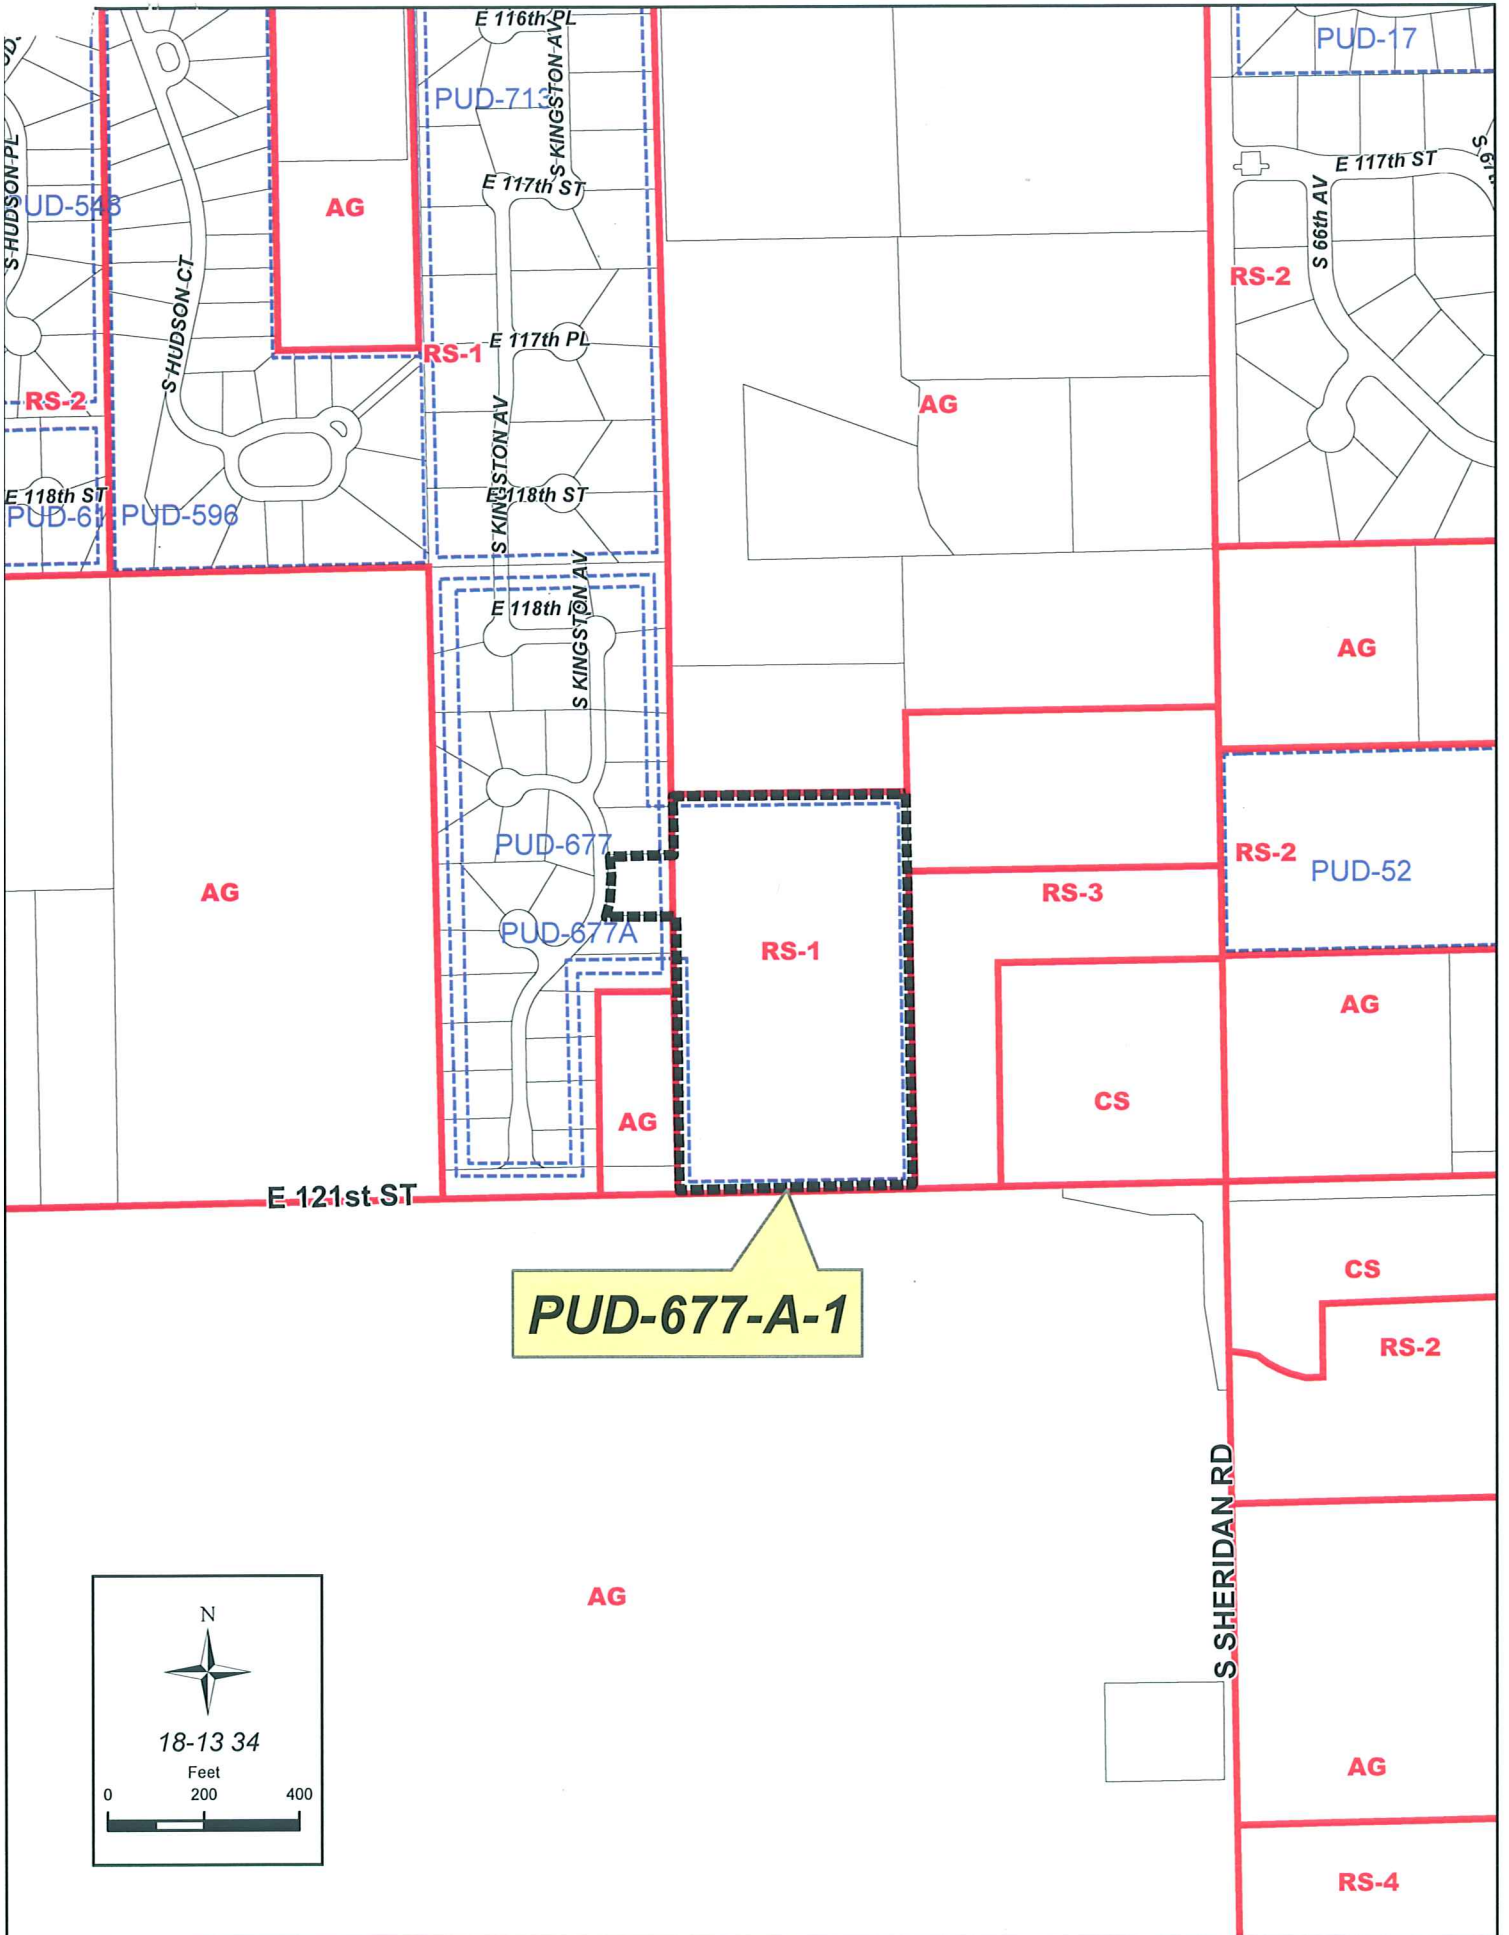 E 116th PL
PUD-17
S KINGSTON AV
PUD-713
S HUDSON PL
E 117th ST
E 117th ST
PUD-548
AG
S 66th AV
RS-2
S HUDSON CT
E 117th PL
RS-1
RS-2
AG
S KINGSTON AV
E 118th ST
E 118th ST
PUD-61
PUD-596
S KINGSTON AV
E 118th
AG
PUD-677
RS-2
PUD-52
AG
RS-3
PUD-677A
RS-1
AG
CS
AG
E 121st ST
CS
PUD-677-A-1
RS-2
S SHERIDAN RD
AG
N
18-13 34
Feet
0 200 400
AG
RS-4